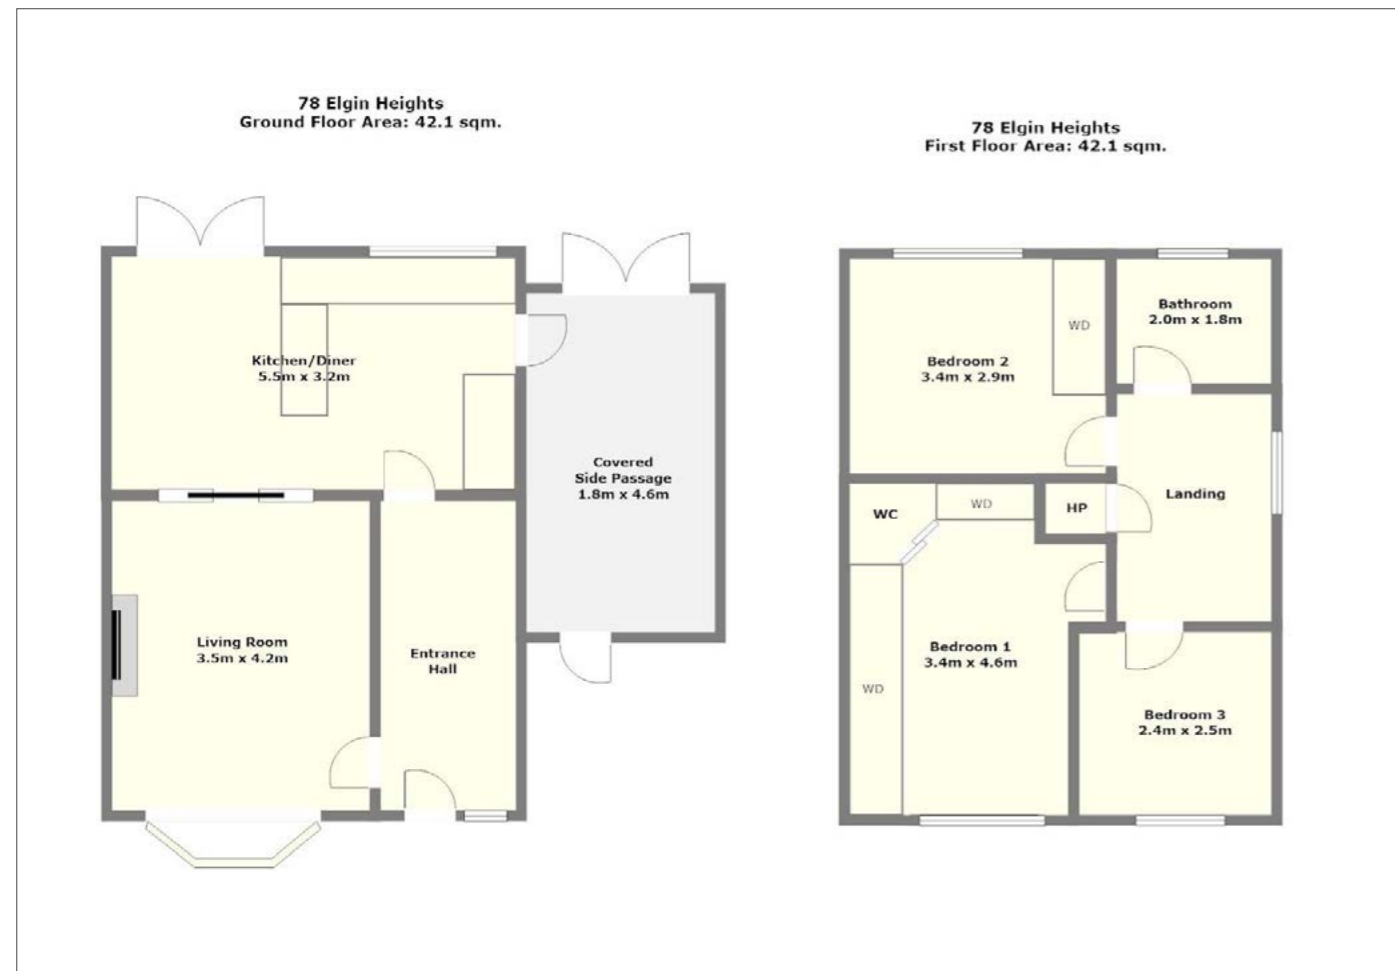 78 Elgin Heights
Ground Floor Area: 42.1 sqm.
Kitchen/Diner
5.5m x 3.2m
Covered
Side Passage
1.8m x 4.6m
Living Room
3.5m x 4.2m
Entrance
Hall
78 Elgin Heights
First Floor Area: 42.1 sqm.
Bedroom 2
3.4m x 2.9m
WD
Bathroom
2.0m x 1.8m
Landing
WC
WD
HP
Bedroom 1
3.4m x 4.6m
WD
Bedroom 3
2.4m x 2.5m